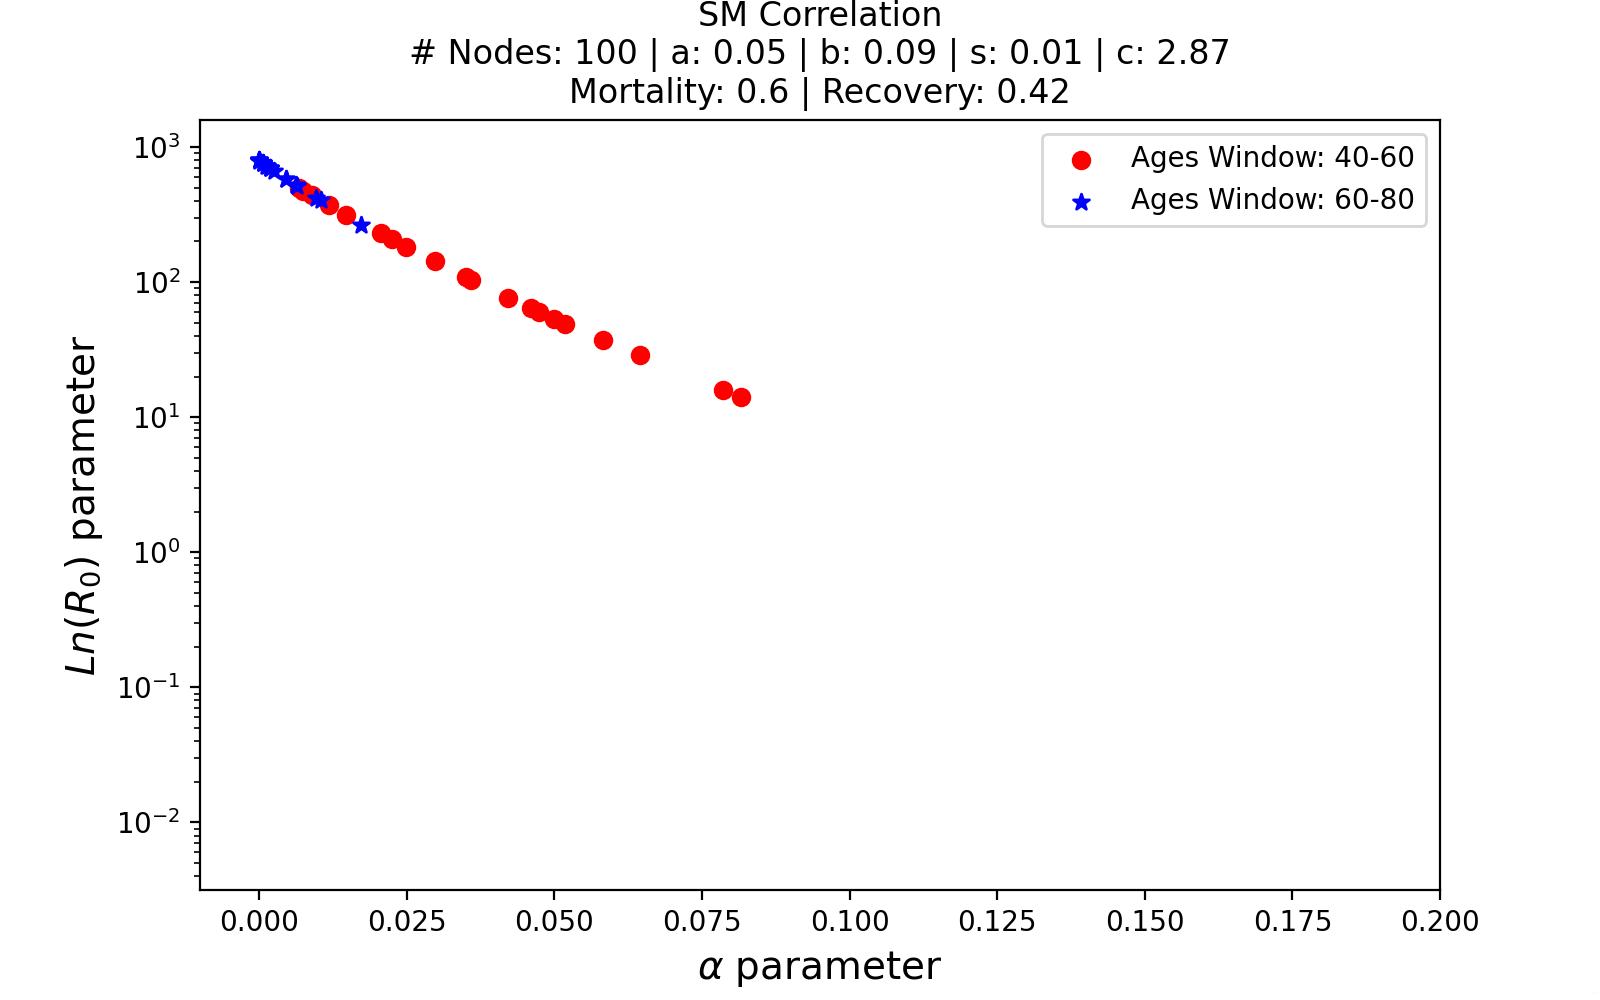 SM Correlation
# Nodes: 100 | a: 0.05 | b: 0.09 | s: 0.01 | c: 2.87
Mortality: 0.6 | Recovery: 0.42
Ages Window: 40-60
Ages Window: 60-80
Ln(R₀) parameter
10³
10²
10¹
10⁰
10⁻¹
10⁻²
0.000 0.025 0.050 0.075 0.100 0.125 0.150 0.175 0.200
α parameter